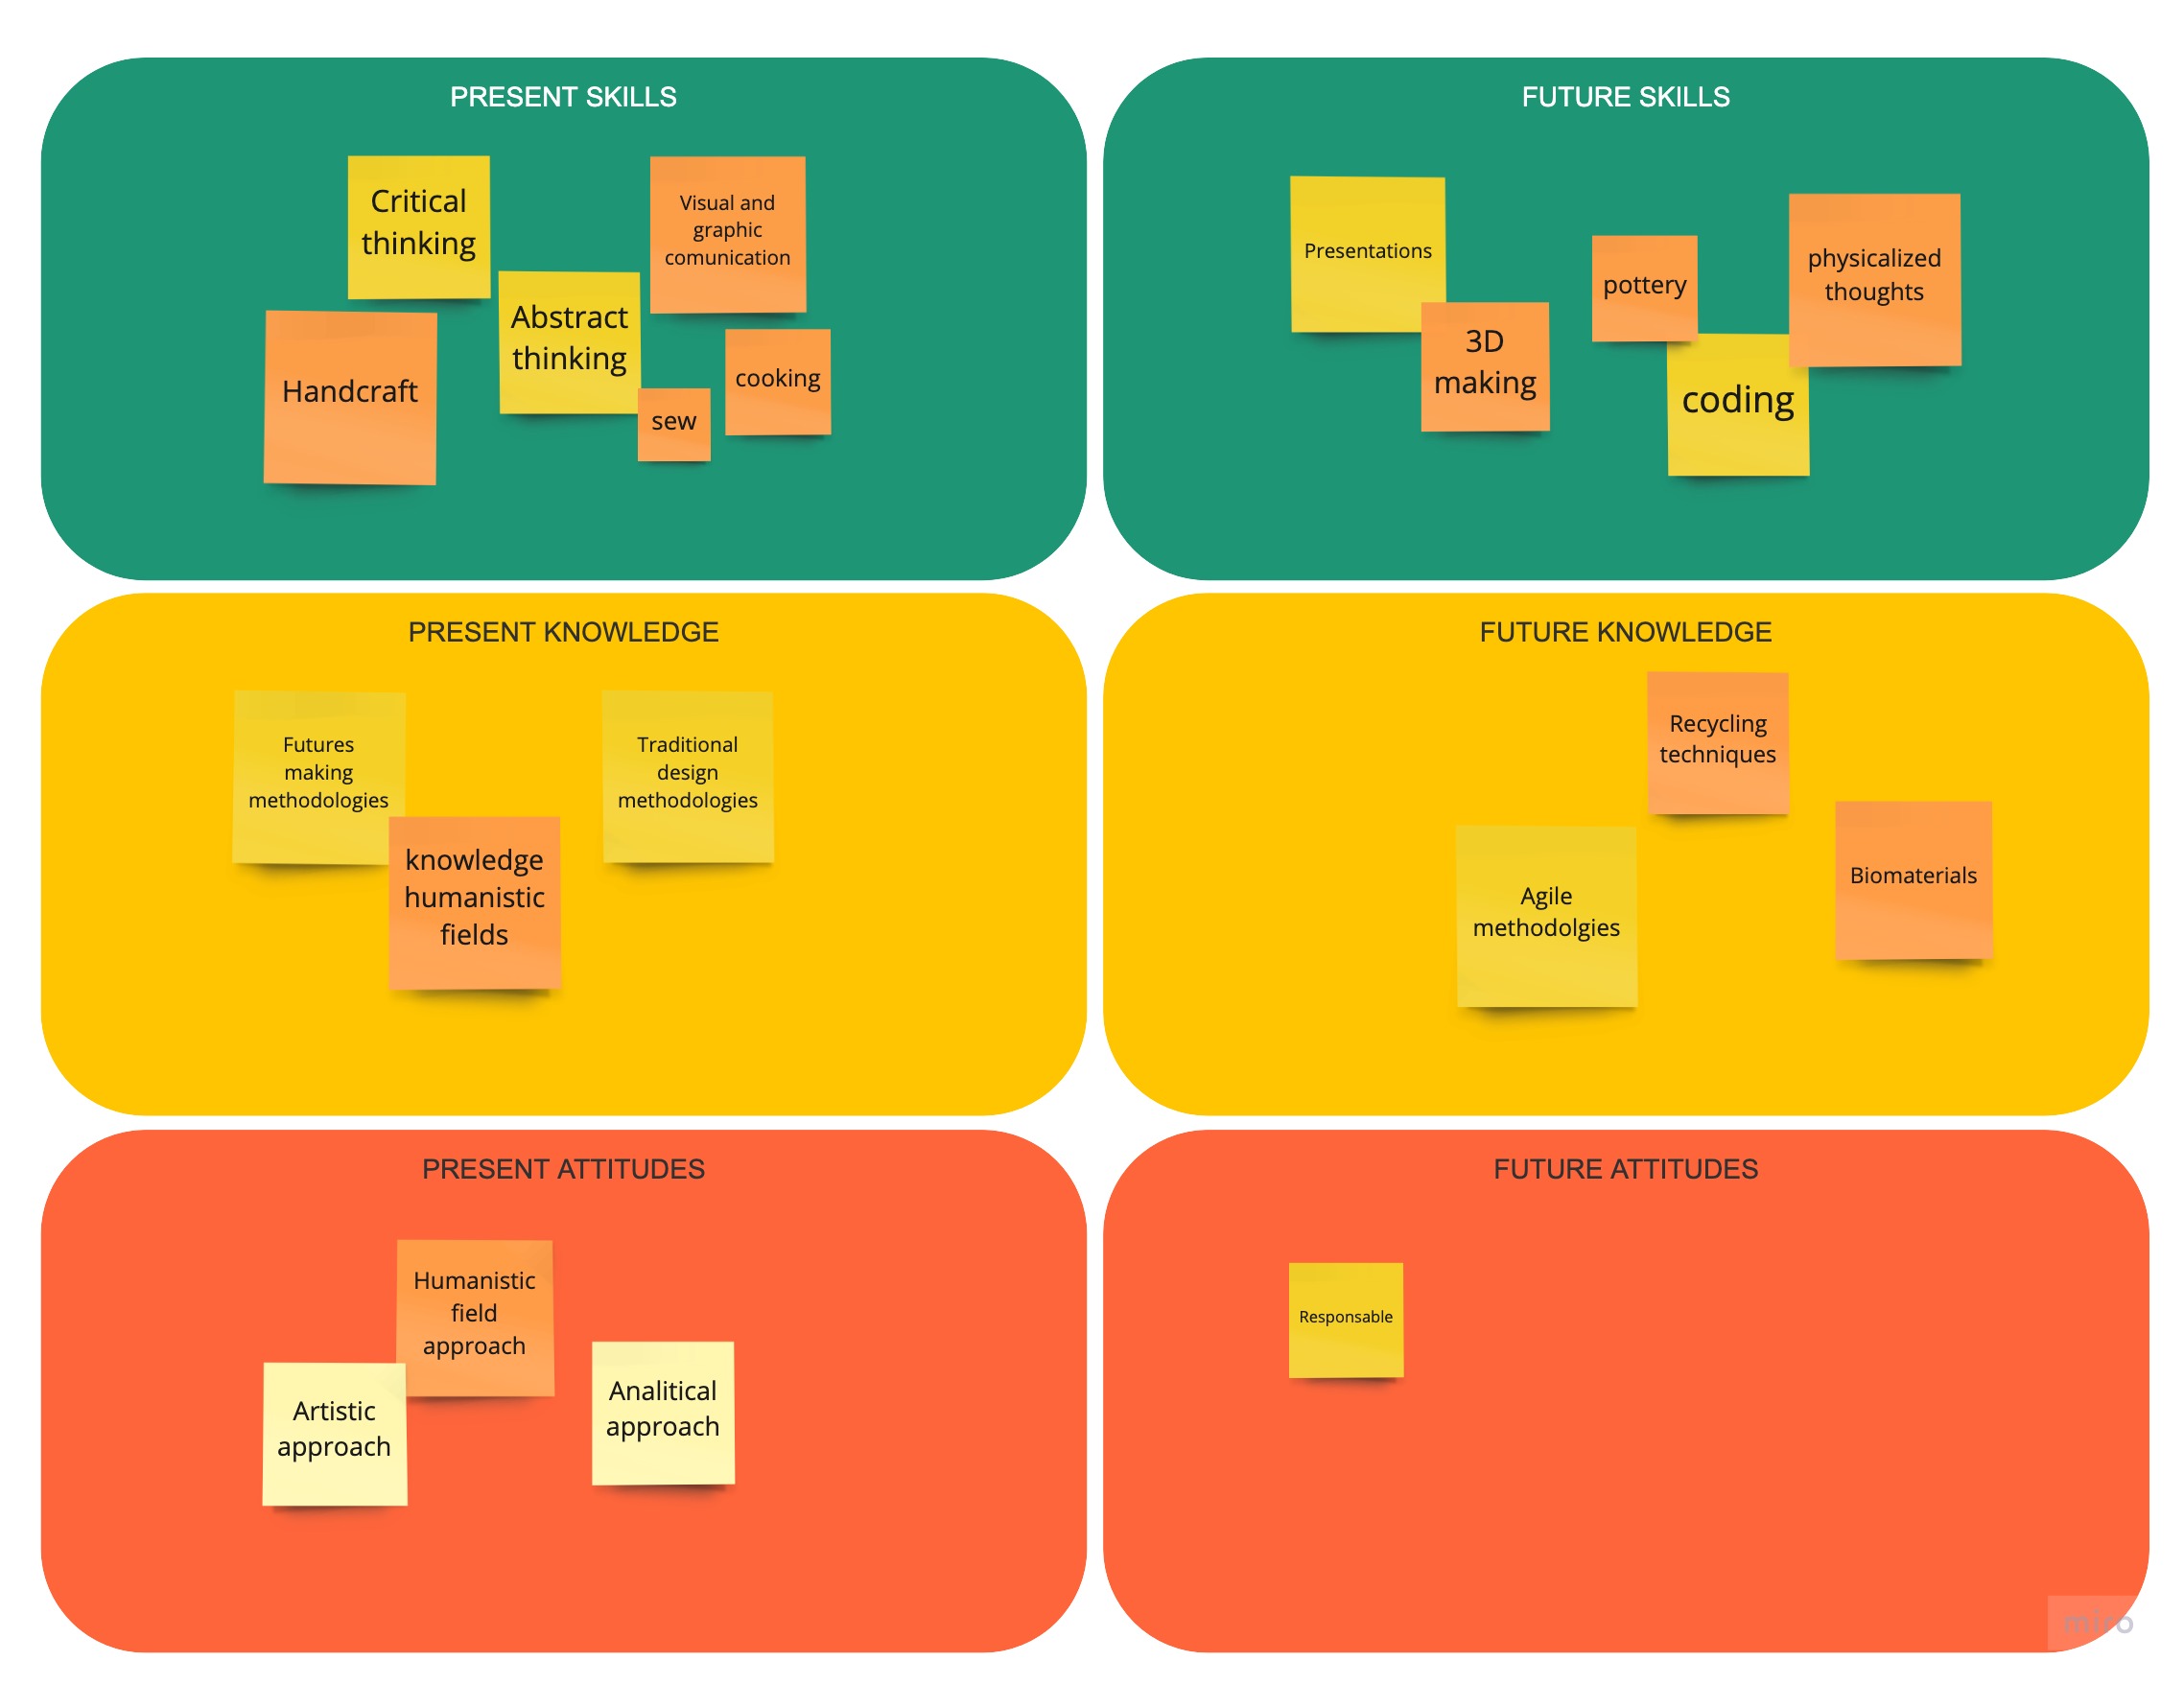 PRESENT SKILLS
Critical
thinking
Visual and
graphic
comunication
Abstract
thinking
Handcraft
cooking
sew
FUTURE SKILLS
Presentations
pottery
physicalized
thoughts
3D
making
coding
PRESENT KNOWLEDGE
Futures
making
methodologies
Traditional
design
methodologies
knowledge
humanistic
fields
FUTURE KNOWLEDGE
Recycling
techniques
Agile
methodolgies
Biomaterials
PRESENT ATTITUDES
Humanistic
field
approach
Artistic
approach
Analitical
approach
FUTURE ATTITUDES
Responsable
miro